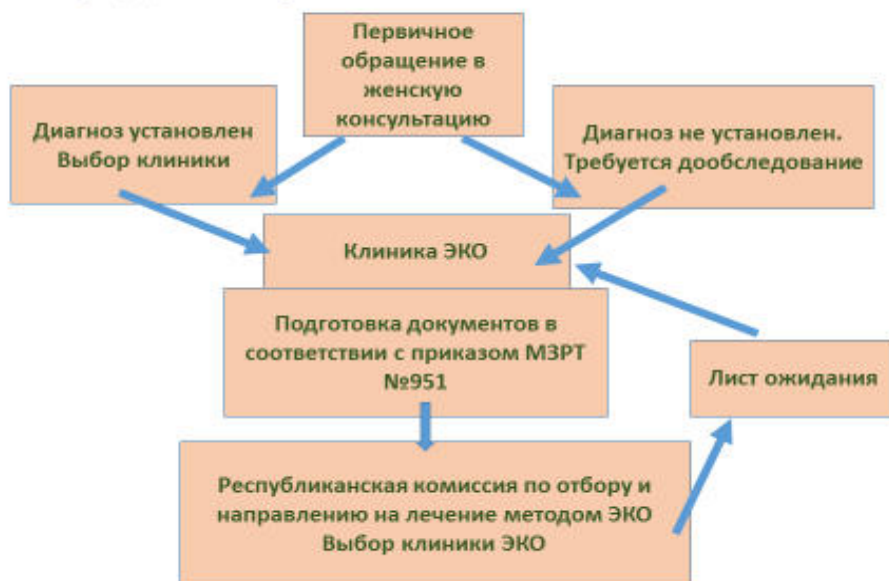 Первичное
обращение в
женскую
консультацию
Диагноз установлен
Выбор клиники
Диагноз не установлен.
Требуется дообследование
Клиника ЭКО
Подготовка документов в
соответствии с приказом МЗРТ
№951
Лист ожидания
Республиканская комиссия по отбору и
направлению на лечение методом ЭКО
Выбор клиники ЭКО